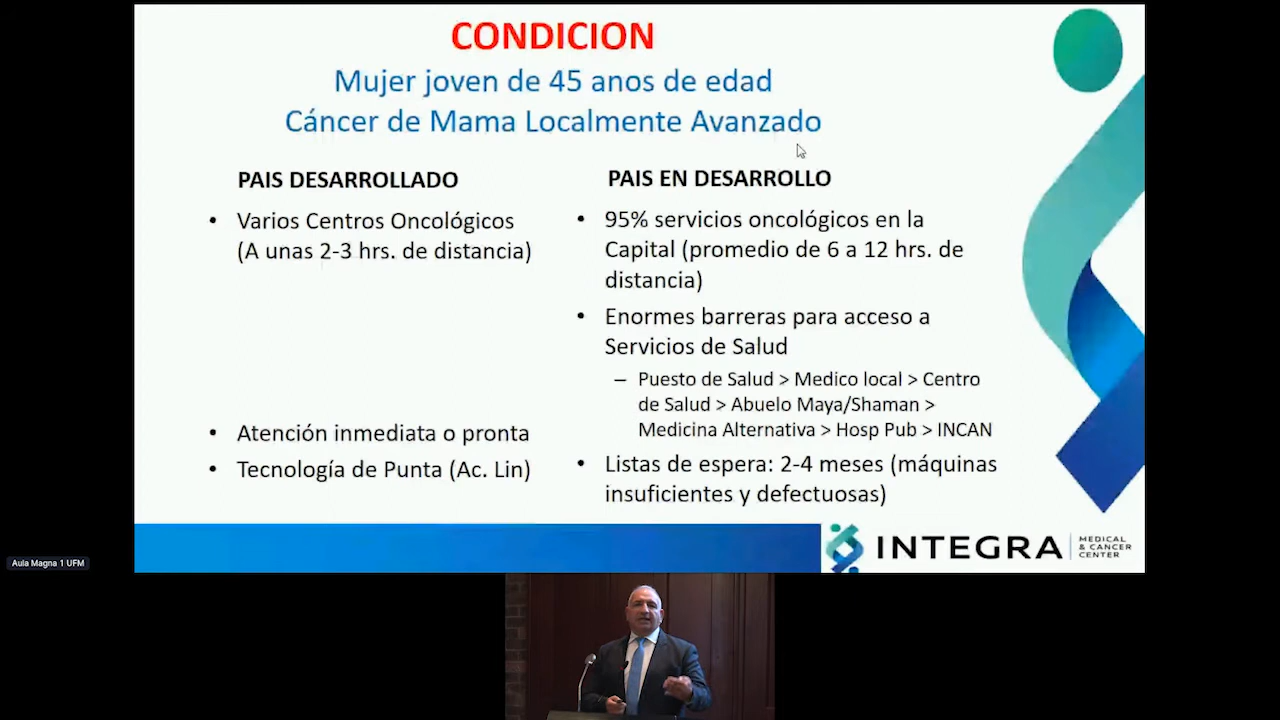 CONDICION
Mujer joven de 45 anos de edad
Cáncer de Mama Localmente Avanzado
PAIS DESARROLLADO
• Varios Centros Oncológicos
(A unas 2-3 hrs. de distancia)
• Atención inmediata o pronta
• Tecnología de Punta (Ac. Lin)
PAIS EN DESARROLLO
• 95% servicios oncológicos en la
Capital (promedio de 6 a 12 hrs. de
distancia)
• Enormes barreras para acceso a
Servicios de Salud
– Puesto de Salud > Medico local > Centro
de Salud > Abuelo Maya/Shaman >
Medicina Alternativa > Hosp Pub > INCAN
• Listas de espera: 2-4 meses (máquinas
insuficientes y defectuosas)
INTEGRA
MEDICAL
& CANCER
CENTER
Aula Magna 1 UFM